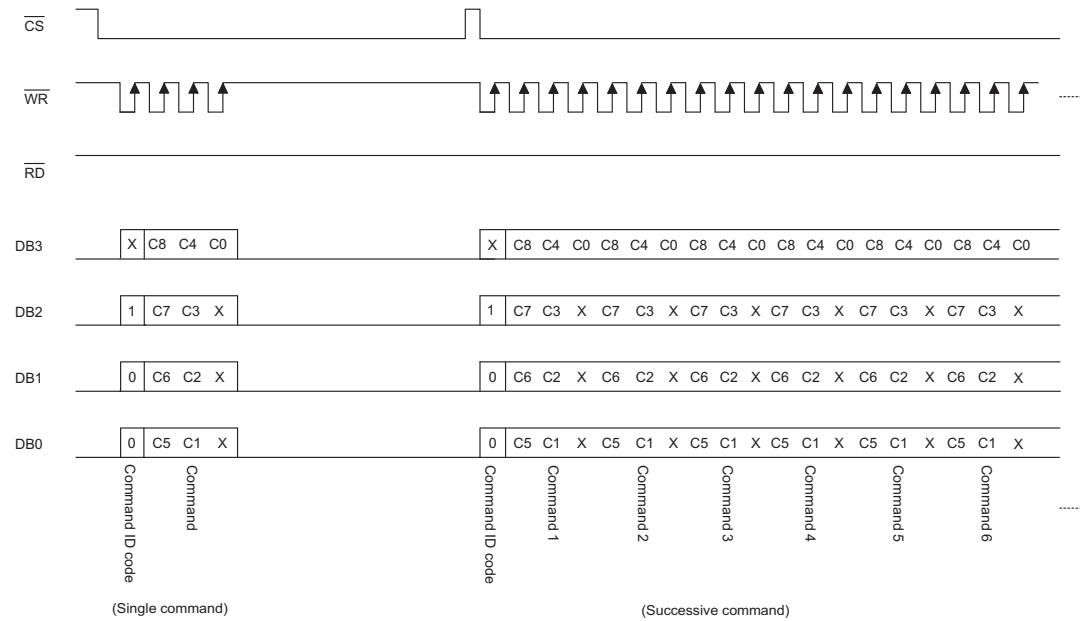 CS
WR
RD
DB3 X C8 C4 C0 X C8 C4 C0 C8 C4 C0 C8 C4 C0 C8 C4 C0 C8 C4 C0 C8 C4 C0
DB2 1 C7 C3 X 1 C7 C3 X C7 C3 X C7 C3 X C7 C3 X C7 C3 X C7 C3 X
DB1 0 C6 C2 X 0 C6 C2 X C6 C2 X C6 C2 X C6 C2 X C6 C2 X C6 C2 X
DB0 0 C5 C1 X 0 C5 C1 X C5 C1 X C5 C1 X C5 C1 X C5 C1 X C5 C1 X
Command ID code
Command
Command ID code
Command 1
Command 2
Command 3
Command 4
Command 5
Command 6
(Single command)
(Successive command)